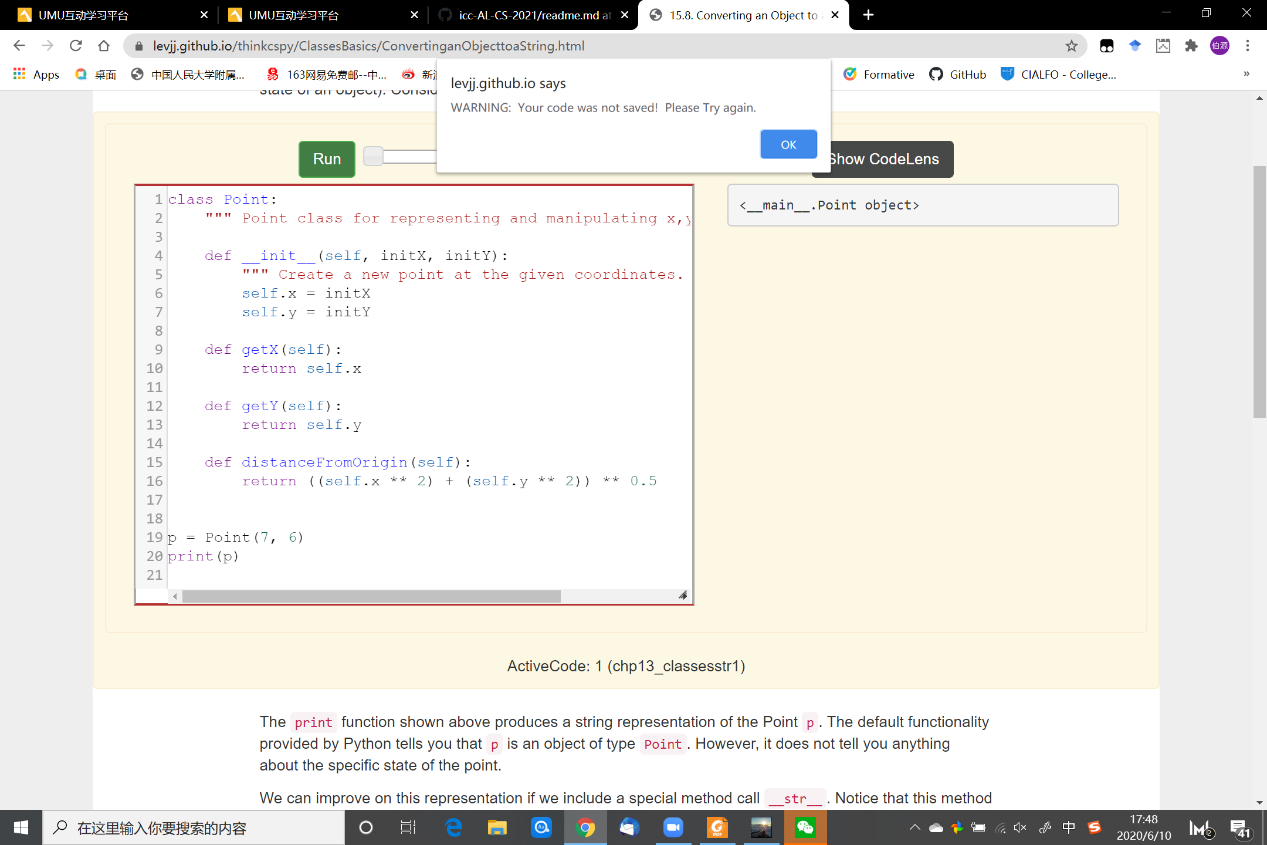 UMU互动学习平台
UMU互动学习平台
icc-AL-CS-2021/readme.md at
15.8. Converting an Object to a
levjj.github.io/thinkcspy/ClassesBasics/ConvertinganObjecttoaString.html
伯源
Apps
桌面
中国人民大学附属...
163网易免费邮--中...
新浪
Formative
GitHub
CIALFO - College...
»
levjj.github.io says
WARNING: Your code was not saved! Please Try again.
OK
state of an object). Consid
Run
Show CodeLens
1 class Point:
2 """ Point class for representing and manipulating x,y
3
4 def __init__(self, initX, initY):
5 """ Create a new point at the given coordinates.
6 self.x = initX
7 self.y = initY
8
9 def getX(self):
10 return self.x
11
12 def getY(self):
13 return self.y
14
15 def distanceFromOrigin(self):
16 return ((self.x ** 2) + (self.y ** 2)) ** 0.5
17
18
19 p = Point(7, 6)
20 print(p)
21
<__main__.Point object>
ActiveCode: 1 (chp13_classesstr1)
The print function shown above produces a string representation of the Point p. The default functionality
provided by Python tells you that p is an object of type Point. However, it does not tell you anything
about the specific state of the point.
We can improve on this representation if we include a special method call __str__. Notice that this method
在这里输入你要搜索的内容
中
17:48
2020/6/10
2
41